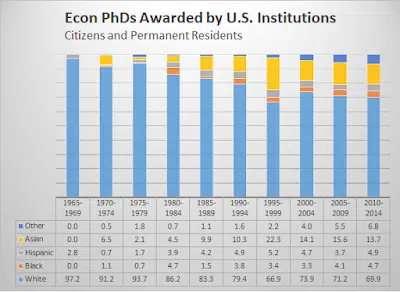 Econ PhDs Awarded by U.S. Institutions
Citizens and Permanent Residents
1965-1969 1970-1974 1975-1979 1980-1984 1985-1989 1990-1994 1995-1999 2000-2004 2005-2009 2010-2014
Other 0.0 0.5 1.8 0.7 1.1 1.6 2.2 4.0 5.5 6.8
Asian 0.0 6.5 2.1 4.5 9.9 10.3 22.3 14.1 15.6 13.7
Hispanic 2.8 0.7 1.7 3.9 4.2 4.9 5.2 4.7 3.7 4.9
Black 0.0 1.1 0.7 4.7 1.5 3.8 3.4 3.3 4.1 4.7
White 97.2 91.2 93.7 86.2 83.3 79.4 66.9 73.9 71.2 69.9